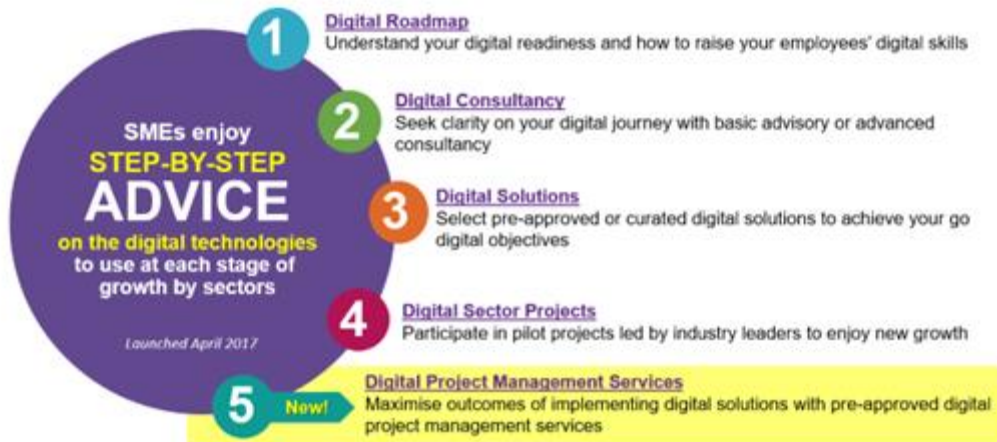 SMEs enjoy
STEP-BY-STEP
ADVICE
on the digital technologies
to use at each stage of
growth by sectors
Launched April 2017
1
Digital Roadmap
Understand your digital readiness and how to raise your employees' digital skills
2
Digital Consultancy
Seek clarity on your digital journey with basic advisory or advanced
consultancy
3
Digital Solutions
Select pre-approved or curated digital solutions to achieve your go
digital objectives
4
Digital Sector Projects
Participate in pilot projects led by industry leaders to enjoy new growth
5
New!
Digital Project Management Services
Maximise outcomes of implementing digital solutions with pre-approved digital
project management services